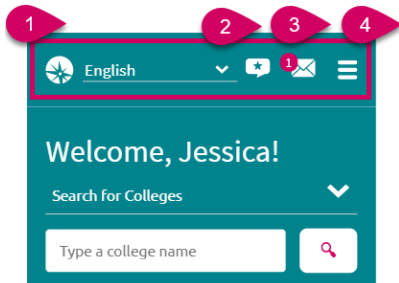 1 2 3 4
English 1
Welcome, Jessica!
Search for Colleges
Type a college name